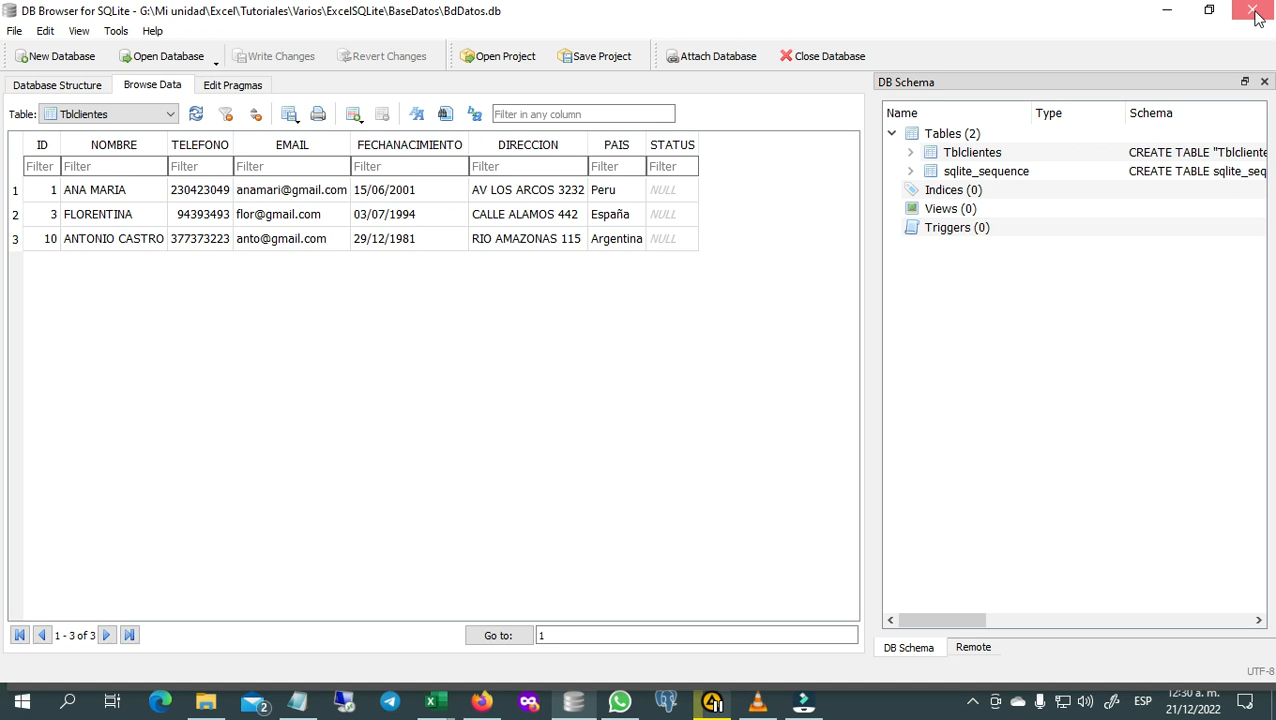 DB Browser for SQLite - G:\Mi unidad\Excel\Tutoriales\Varios\ExcelSQLite\BaseDatos\BdDatos.db
File Edit View Tools Help
New Database Open Database Write Changes Revert Changes Open Project Save Project Attach Database Close Database
Database Structure Browse Data Edit Pragmas
DB Schema
Table: Tblclientes Filter in any column
Name Type Schema
Tables (2)
Tblclientes CREATE TABLE "Tblcliente
sqlite_sequence CREATE TABLE sqlite_seq
Indices (0)
Views (0)
Triggers (0)
ID NOMBRE TELEFONO EMAIL FECHANACIMIENTO DIRECCION PAIS STATUS
Filter Filter Filter Filter Filter Filter Filter Filter
1 1 ANA MARIA 230423049 anamari@gmail.com 15/06/2001 AV LOS ARCOS 3232 Peru NULL
2 3 FLORENTINA 94393493 flor@gmail.com 03/07/1994 CALLE ALAMOS 442 España NULL
3 10 ANTONIO CASTRO 377373223 anto@gmail.com 29/12/1981 RIO AMAZONAS 115 Argentina NULL
1 - 3 of 3 Go to: 1
DB Schema Remote
UTF-8
2 ESP 12:30 a. m.
21/12/2022